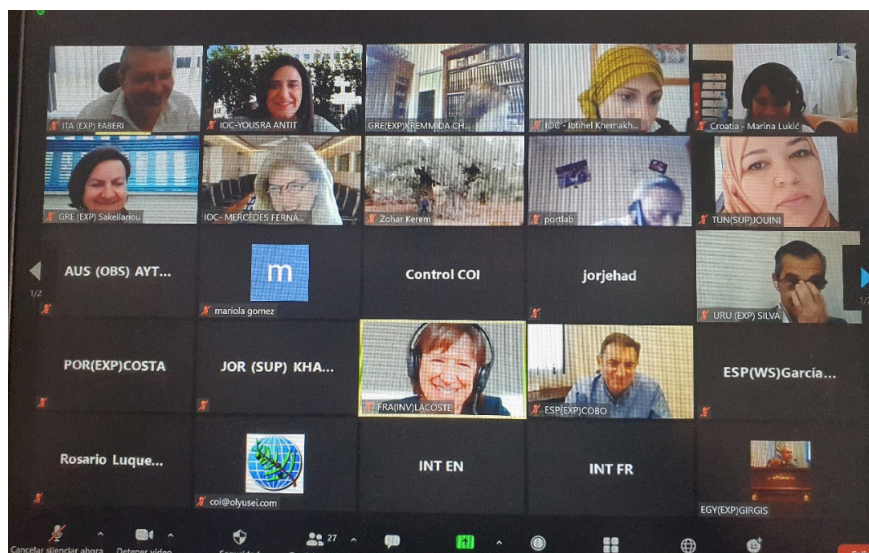 ITA (EXP) FABERI
IOC-YOUSRA ANTIT
GRE(EXP)KREMMIDA CH...
IOC - Ibtihel Khemakh...
Croatia - Marina Lukić
GRE (EXP) Sakellariou
IOC- MERCEDES FERNÁ...
Zohar Kerem
portlab
TUN(SUP)JOUINI
AUS (OBS) AYT...
m
mariola gomez
Control COI
jorjehad
URU (EXP) SILVA
1/2
1/2
POR(EXP)COSTA
JOR (SUP) KHA...
FRA(INV)LACOSTE
ESP(EXP)COBO
ESP(WS)García...
Rosario Luque...
coi@olyusei.com
INT EN
INT FR
EGY(EXP)GIRGIS
Cancelar silenciar ahora
Detener video
27